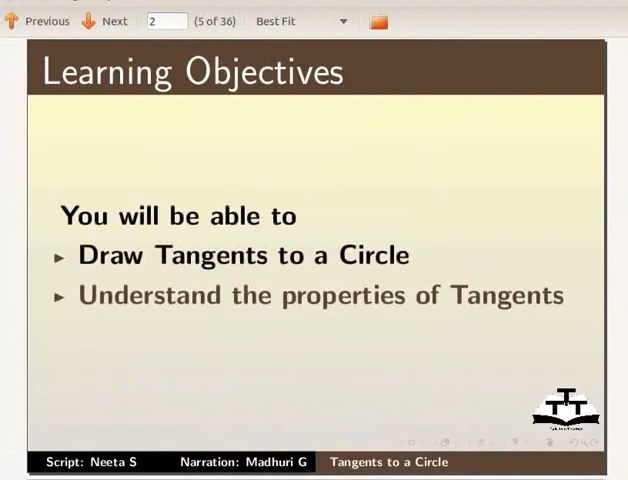 Previous Next 2 (5 of 36) Best Fit
Learning Objectives
You will be able to
Draw Tangents to a Circle
Understand the properties of Tangents
TTT
Script: Neeta S Narration: Madhuri G Tangents to a Circle